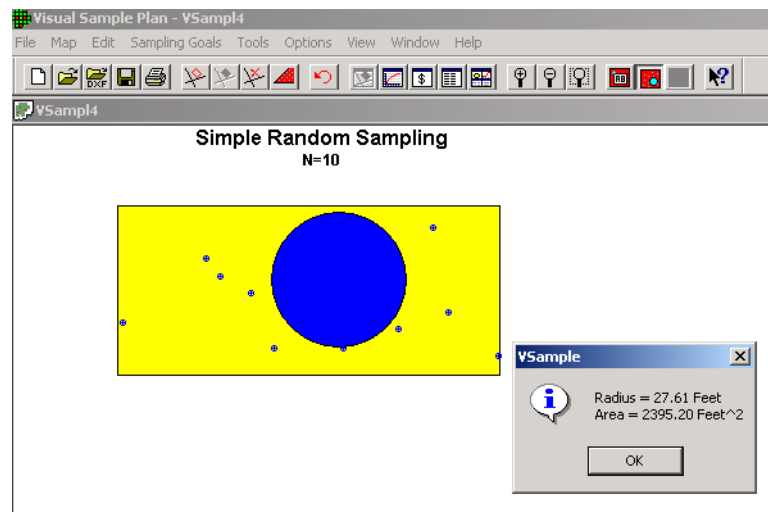 Visual Sample Plan - VSampl4
File Map Edit Sampling Goals Tools Options View Window Help
DXF $ AB ?
VSampl4
Simple Random Sampling
N=10
VSample
Radius = 27.61 Feet
Area = 2395.20 Feet^2
OK